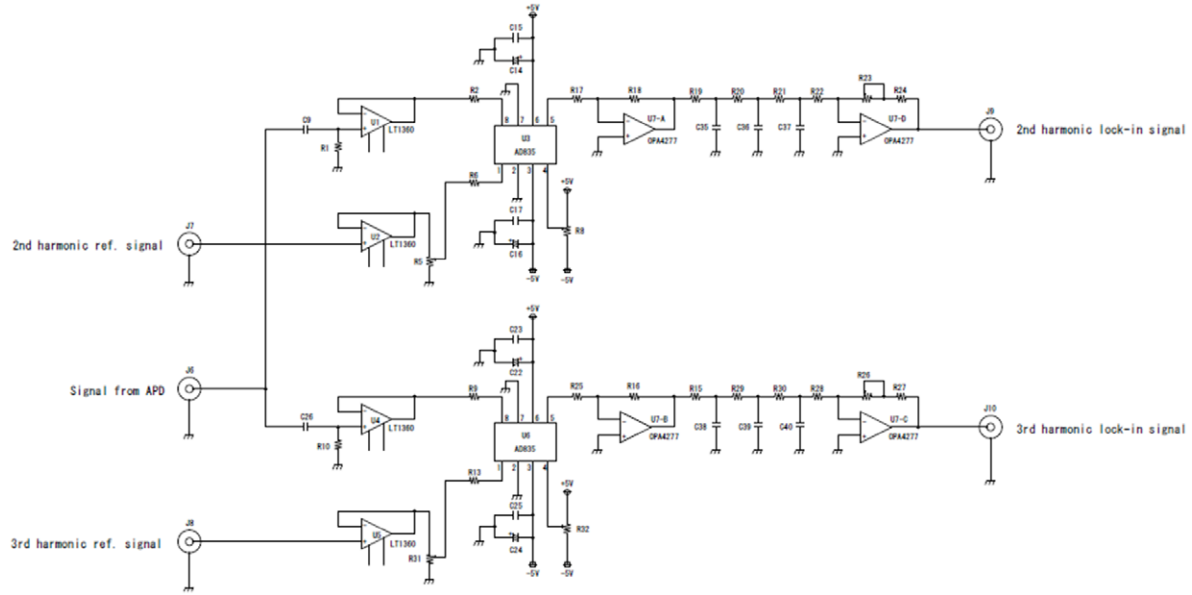 +5V
C15
C14
R2
C9
U1
LT1360
R1
8 7 6 5
U3
AD835
1 2 3 4
R17
R18
U7-A
OPA4277
R19
R20
R21
R22
C35
C36
C37
R23
R24
U7-D
OPA4277
J9
2nd harmonic lock-in signal
R6
+5V
R8
-5V
C17
C16
-5V
J7
2nd harmonic ref. signal
U2
LT1360
R5
+5V
C23
C22
J6
Signal from APD
C26
R10
U4
LT1360
R9
8 7 6 5
U6
AD835
1 2 3 4
R25
R16
U7-B
OPA4277
R15
R29
R30
R28
C38
C39
C40
R26
R27
U7-C
OPA4277
J10
3rd harmonic lock-in signal
R13
+5V
R32
-5V
C25
C24
-5V
J8
3rd harmonic ref. signal
U5
LT1360
R31